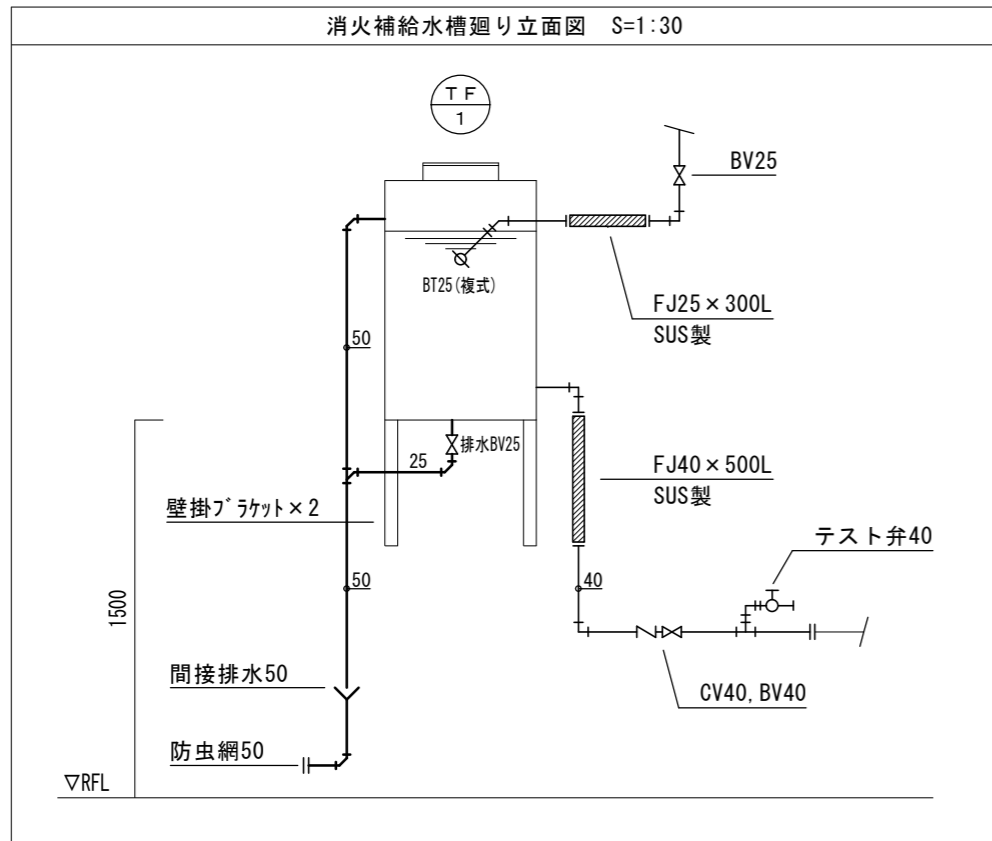 消火補給水槽廻り立面図 S=1:30
TF
1
BV25
BT25(複式)
FJ25×300L
SUS製
50
排水BV25
25
FJ40×500L
SUS製
壁掛ブラケット×2
テスト弁40
50
40
1500
間接排水50
CV40, BV40
防虫網50
▽RFL